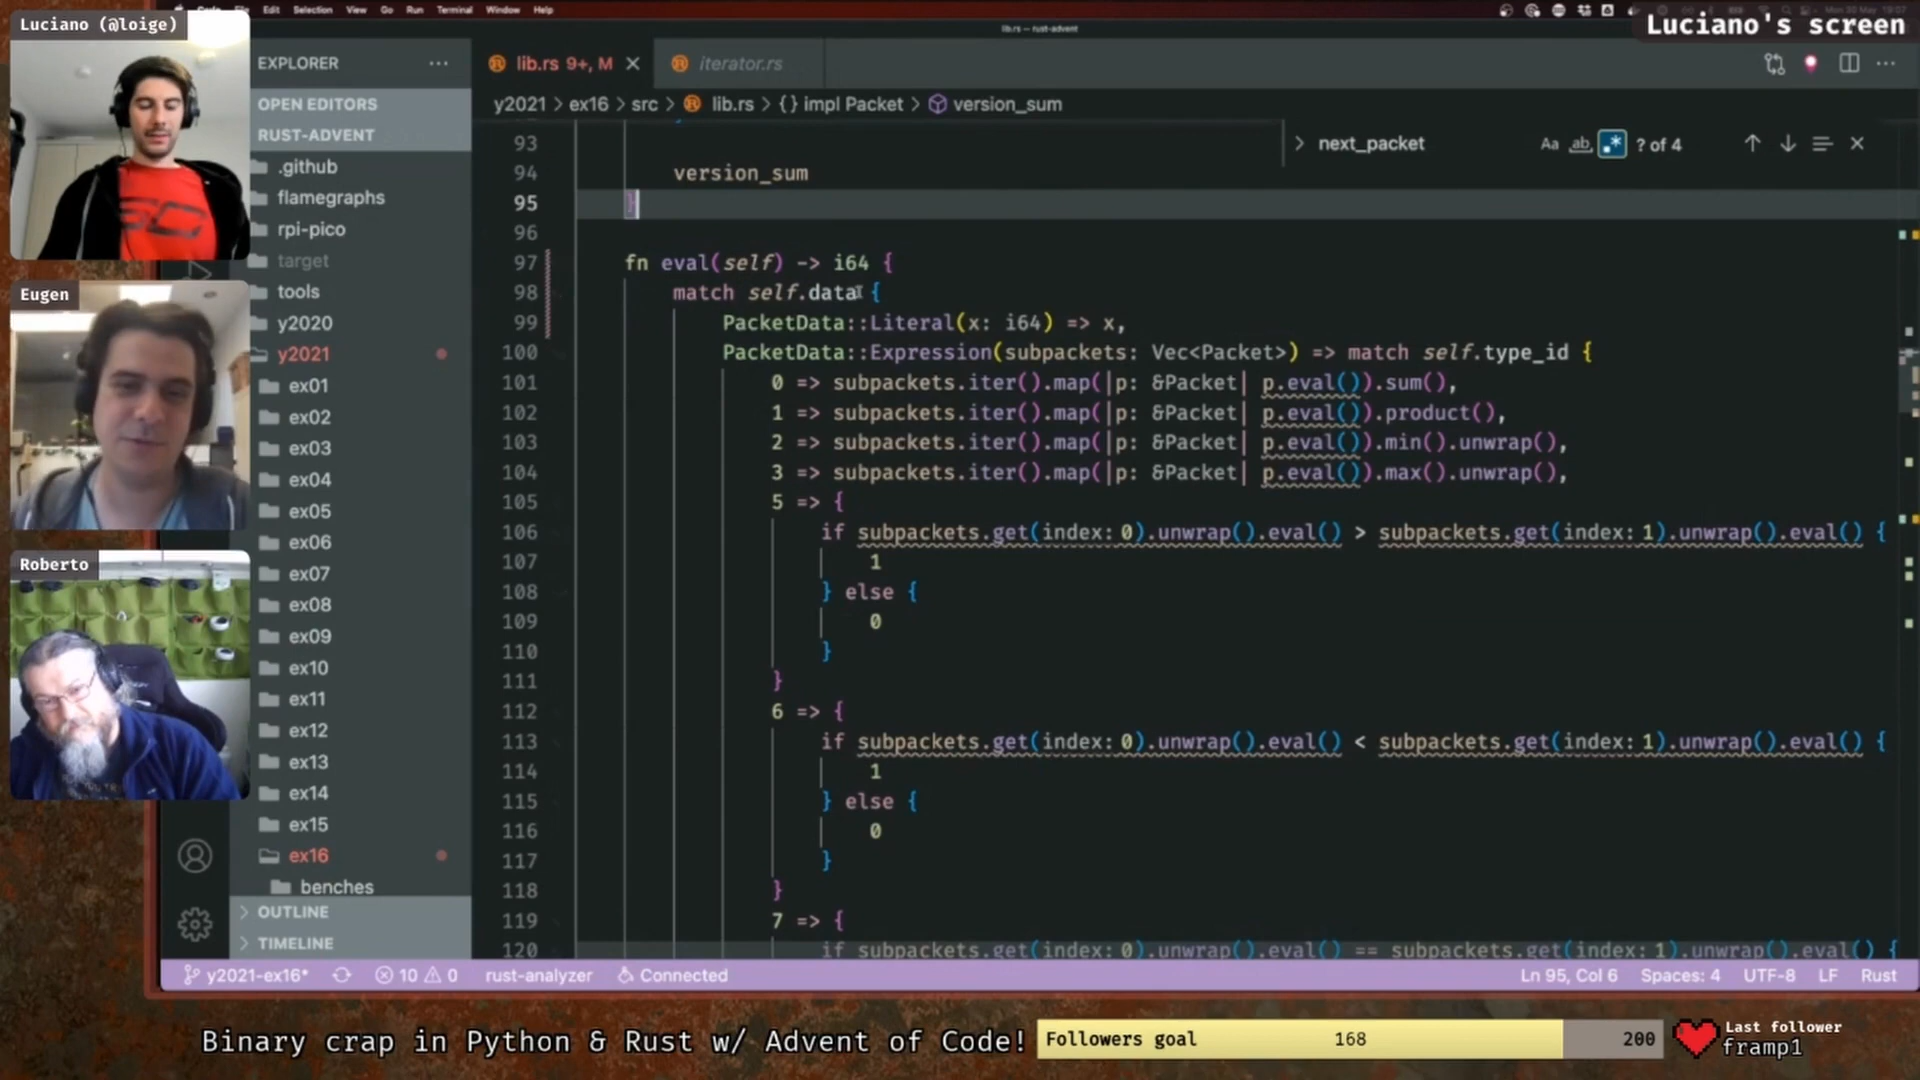 Luciano (@loige)
Eugen
Roberto
Luciano's screen
Code File Edit Selection View Go Run Terminal Window Help
lib.rs — rust-advent
EXPLORER
OPEN EDITORS
RUST-ADVENT
.github
flamegraphs
rpi-pico
target
tools
y2020
y2021
ex01
ex02
ex03
ex04
ex05
ex06
ex07
ex08
ex09
ex10
ex11
ex12
ex13
ex14
ex15
ex16
benches
OUTLINE
TIMELINE
lib.rs 9+, M
iterator.rs
y2021 > ex16 > src > lib.rs > {} impl Packet > version_sum
next_packet Aa ab .* ? of 4
93
94 version_sum
95 }
96
97 fn eval(self) -> i64 {
98 match self.data {
99 PacketData::Literal(x: i64) => x,
100 PacketData::Expression(subpackets: Vec<Packet>) => match self.type_id {
101 0 => subpackets.iter().map(|p: &Packet| p.eval()).sum(),
102 1 => subpackets.iter().map(|p: &Packet| p.eval()).product(),
103 2 => subpackets.iter().map(|p: &Packet| p.eval()).min().unwrap(),
104 3 => subpackets.iter().map(|p: &Packet| p.eval()).max().unwrap(),
105 5 => {
106 if subpackets.get(index: 0).unwrap().eval() > subpackets.get(index: 1).unwrap().eval() {
107 1
108 } else {
109 0
110 }
111 }
112 6 => {
113 if subpackets.get(index: 0).unwrap().eval() < subpackets.get(index: 1).unwrap().eval() {
114 1
115 } else {
116 0
117 }
118 }
119 7 => {
120 if subpackets.get(index: 0).unwrap().eval() == subpackets.get(index: 1).unwrap().eval() {
y2021-ex16* 10 0 rust-analyzer Connected Ln 95, Col 6 Spaces: 4 UTF-8 LF Rust
Binary crap in Python & Rust w/ Advent of Code!
Followers goal 168 200
Last follower
framp1